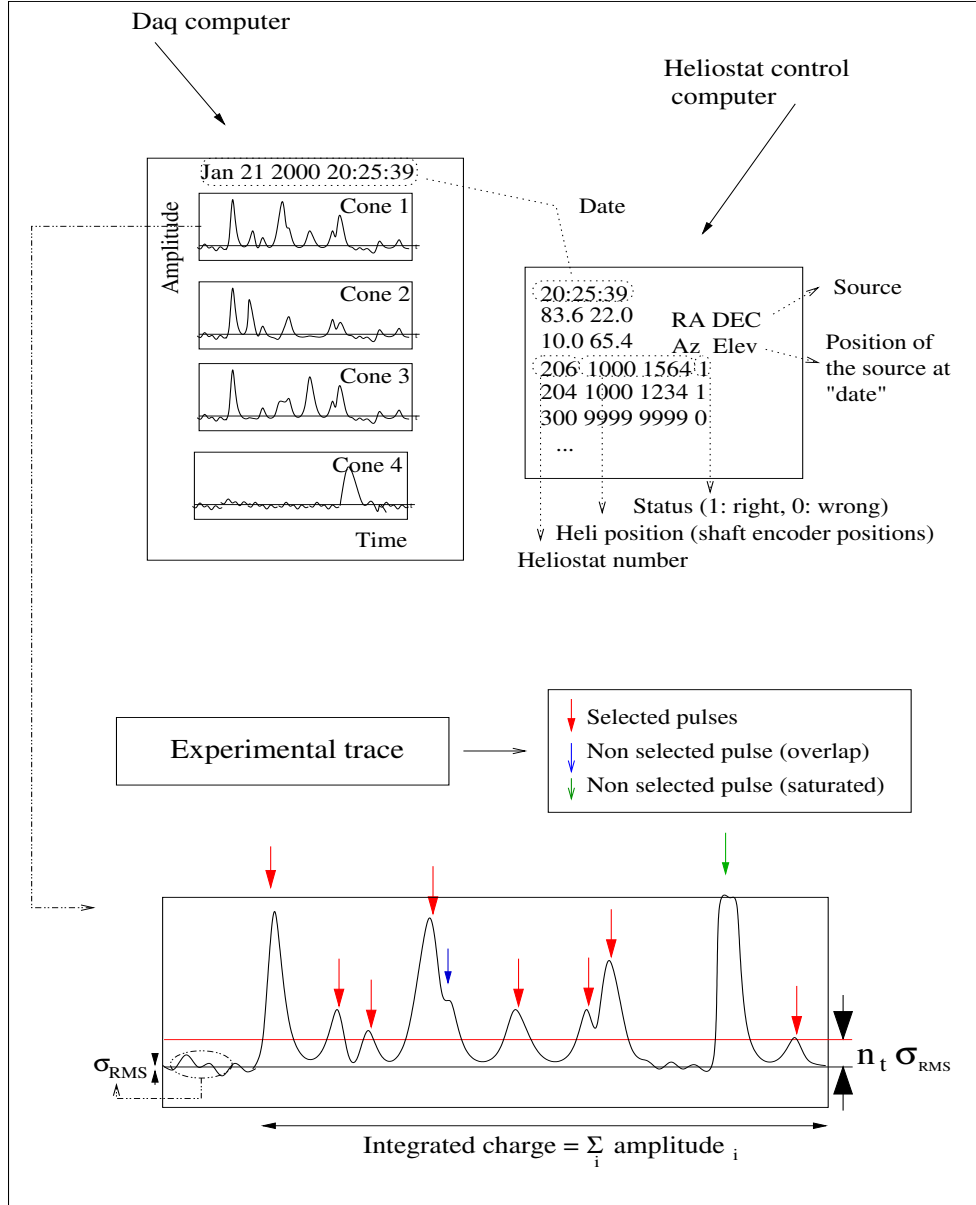 Daq computer
Heliostat control
computer
Jan 21 2000 20:25:39
Amplitude
Cone 1
t
Cone 2
t
Cone 3
t
Cone 4
t
Time
Date
20:25:39
83.6 22.0
RA DEC
10.0 65.4
Az Elev
206 1000 1564 1
204 1000 1234 1
300 9999 9999 0
...
Source
Position of
the source at
"date"
Status (1: right, 0: wrong)
Heli position (shaft encoder positions)
Heliostat number
Experimental trace
Selected pulses
Non selected pulse (overlap)
Non selected pulse (saturated)
σRMS
nt σRMS
Integrated charge = Σi amplitude i